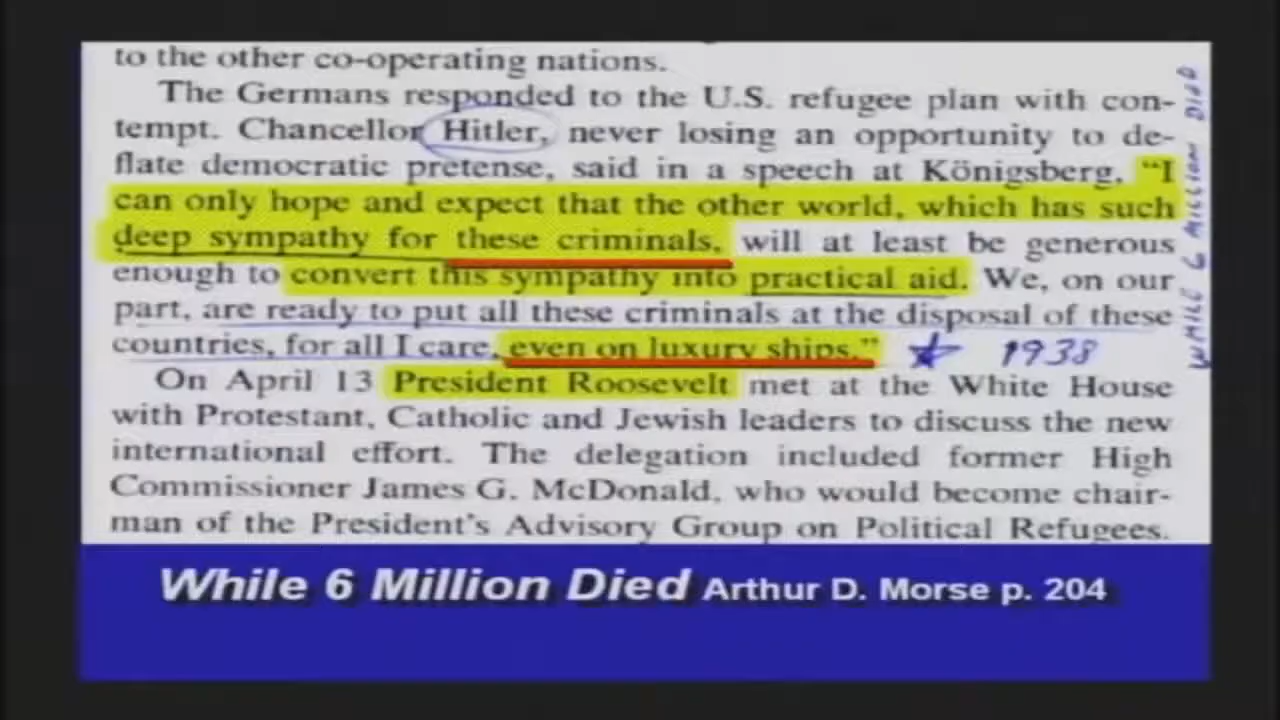 to the other co-operating nations.
The Germans responded to the U.S. refugee plan with con-
tempt. Chancellor Hitler, never losing an opportunity to de-
flate democratic pretense, said in a speech at Königsberg, “I
can only hope and expect that the other world, which has such
deep sympathy for these criminals, will at least be generous
enough to convert this sympathy into practical aid. We, on our
part, are ready to put all these criminals at the disposal of these
countries, for all I care, even on luxury ships.” 1938
On April 13 President Roosevelt met at the White House
with Protestant, Catholic and Jewish leaders to discuss the new
international effort. The delegation included former High
Commissioner James G. McDonald, who would become chair-
man of the President’s Advisory Group on Political Refugees.
WHILE 6 MILLION DIED
While 6 Million Died Arthur D. Morse p. 204